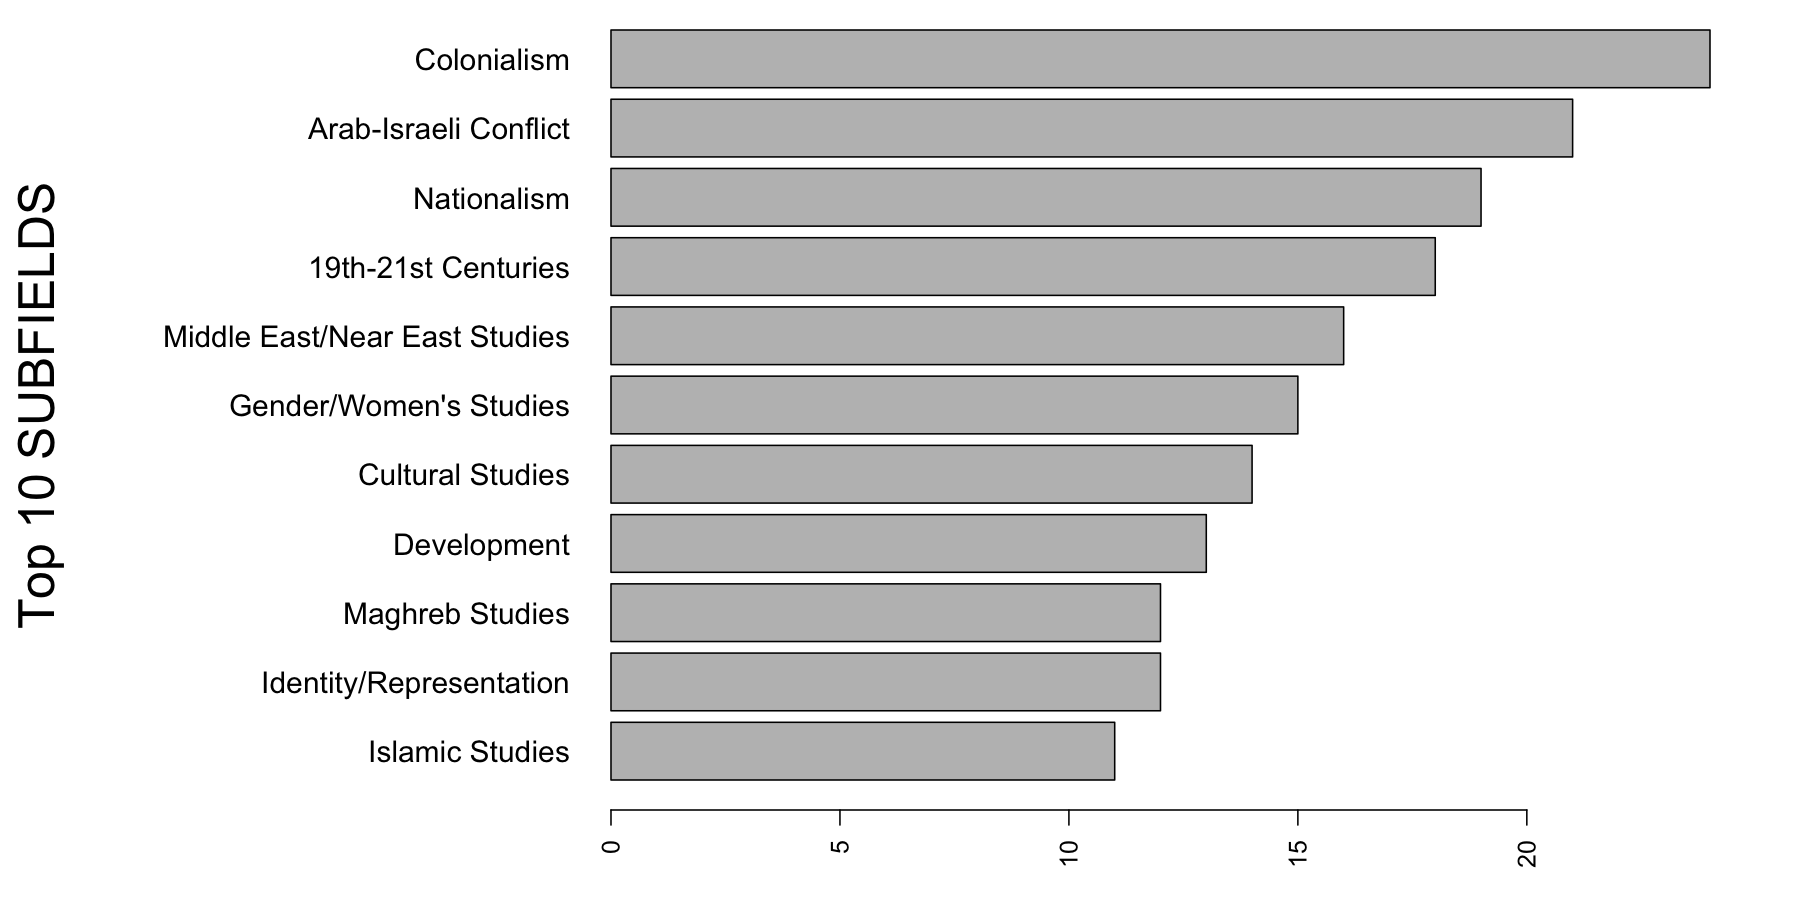 Top 10 SUBFIELDS
Colonialism
Arab-Israeli Conflict
Nationalism
19th-21st Centuries
Middle East/Near East Studies
Gender/Women's Studies
Cultural Studies
Development
Maghreb Studies
Identity/Representation
Islamic Studies
0 5 10 15 20